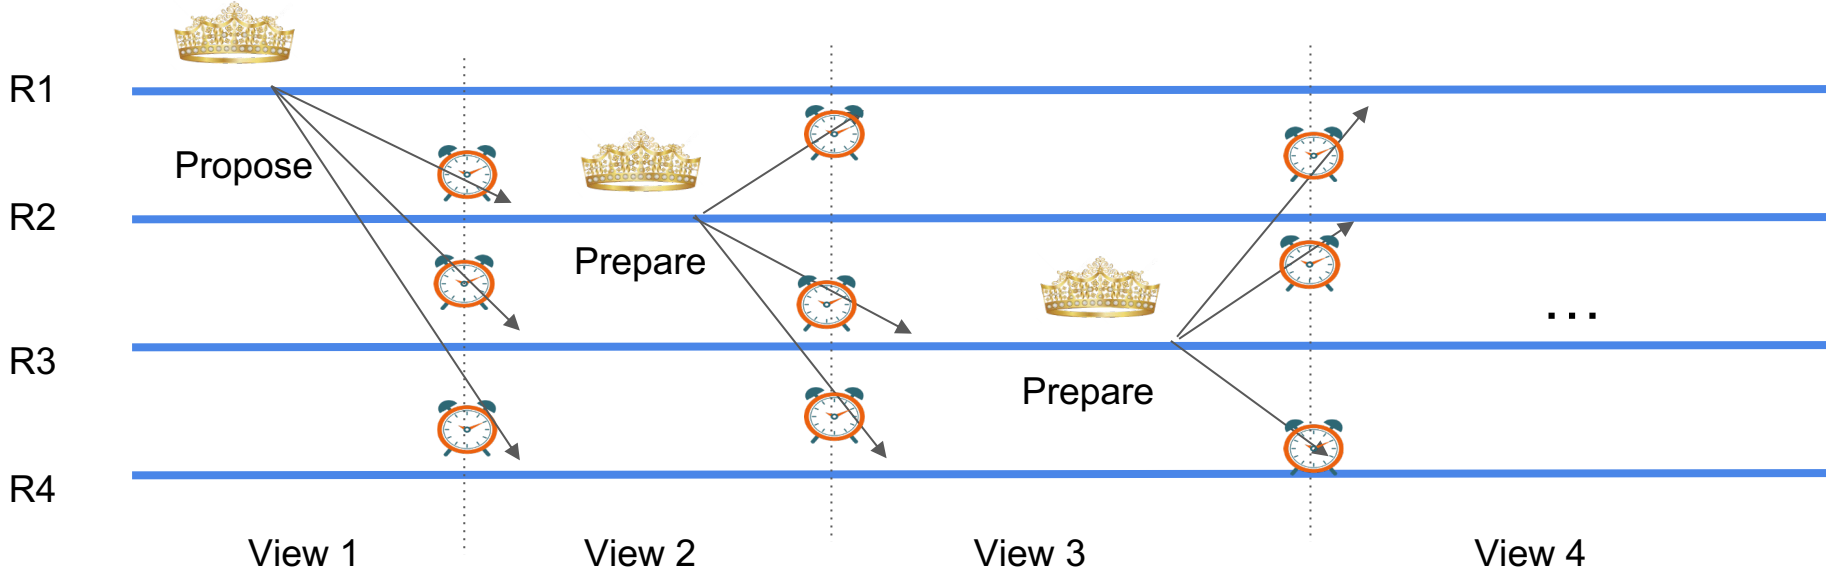 R1
Propose
R2
Prepare
R3
Prepare
...
R4
View 1
View 2
View 3
View 4